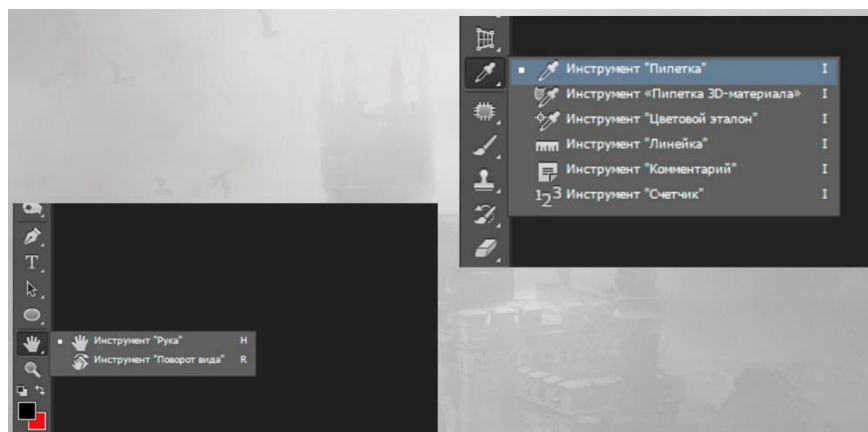 Инструмент "Пипетка" I
Инструмент «Пипетка 3D-материала» I
Инструмент "Цветовой эталон" I
Инструмент "Линейка" I
Инструмент "Комментарий" I
123 Инструмент "Счетчик" I
T
Инструмент "Рука" H
Инструмент "Поворот вида" R